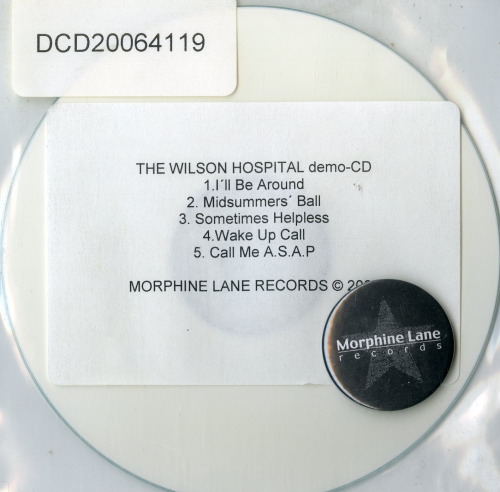 DCD20064119
THE WILSON HOSPITAL demo-CD
1.I´ll Be Around
2. Midsummers´ Ball
3. Sometimes Helpless
4.Wake Up Call
5. Call Me A.S.A.P
MORPHINE LANE RECORDS ©
Morphine Lane
records